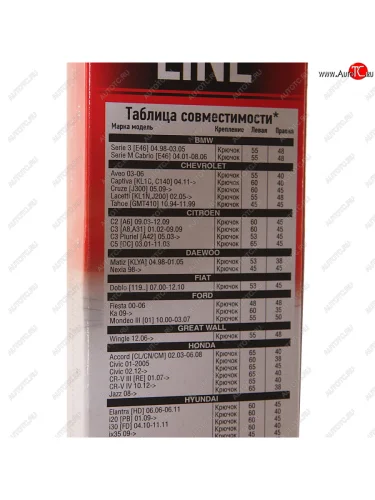 www.AutoTC.ru
LINE
Таблица совместимости*
Марка модель Крепление Левая Правая
BMW
Serie 3 [E46] 04.98-03.05 Крючок 55 48
Serie M Cabrio [E46] 04.01-08.06 Крючок 55 48
CHEVROLET
Aveo 03-06 Крючок 55 40
Captiva [KL1C, C140] 04.11-> Крючок 60 40
Cruze [J300] 05.09-> Крючок 60 45
Lacetti [KL1N,J200] 02.05-> Крючок 55 48
Tahoe [GMT410] 10.94-11.99 Крючок 45 45
CITROEN
C2 [A6] 09.03-12.09 Крючок 60 40
C3 [A8,A31] 01.02-09.09 Крючок 60 45
C3 Pluriel [A42] 05.03-> Крючок 53 45
C5 [DC] 03.01-11.03 Крючок 65 45
DAEWOO
Matiz [KLYA] 04.98-01.05 Крючок 53 38
Nexia 98-> Крючок 45 45
FIAT
Doblo [119..] 07.00-12.10 Крючок 53 45
FORD
Fiesta 00-06 Крючок 48 48
Ka 09-> Крючок 60 35
Mondeo III [01] 10.00-03.07 Крючок 55 50
GREAT WALL
Wingle 12.06-> Крючок 55 48
HONDA
Accord [CL/CN/CM] 02.03-06.08 Крючок 65 40
Civic 01-2005 Крючок 60 38
Civic 02.12-> Крючок 65 45
CR-V III [RE] 01.07-> Крючок 65 38
CR-V IV 10.12-> Крючок 65 45
Jazz 08-> Крючок 65 40
HYUNDAI
Elantra [HD] 06.06-06.11 Крючок 60 45
i20 [PB] 01.09-> Крючок 60 40
i30 [FD] 04.10-11.11 Крючок 60 45
ix35 09-> Крючок